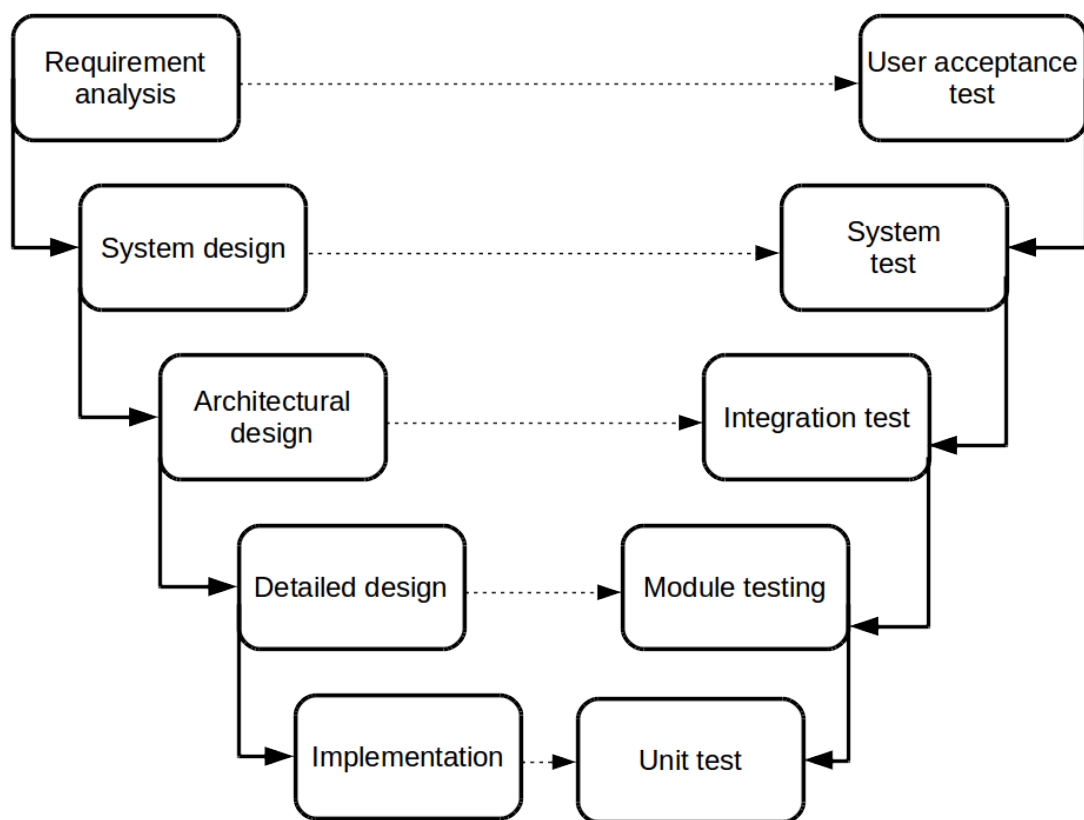 Requirement
analysis
User acceptance
test
System design
System
test
Architectural
design
Integration test
Detailed design
Module testing
Implementation
Unit test